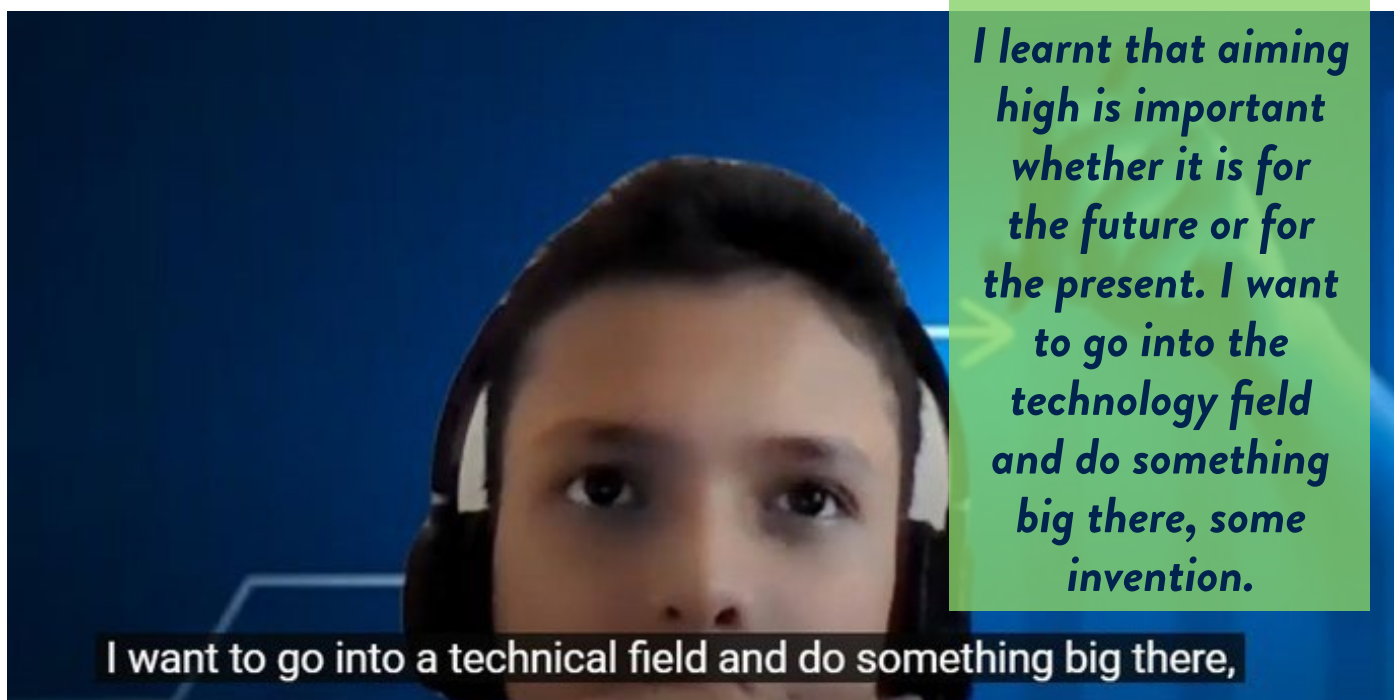 I learnt that aiming
high is important
whether it is for
the future or for
the present. I want
to go into the
technology field
and do something
big there, some
invention.
I want to go into a technical field and do something big there,